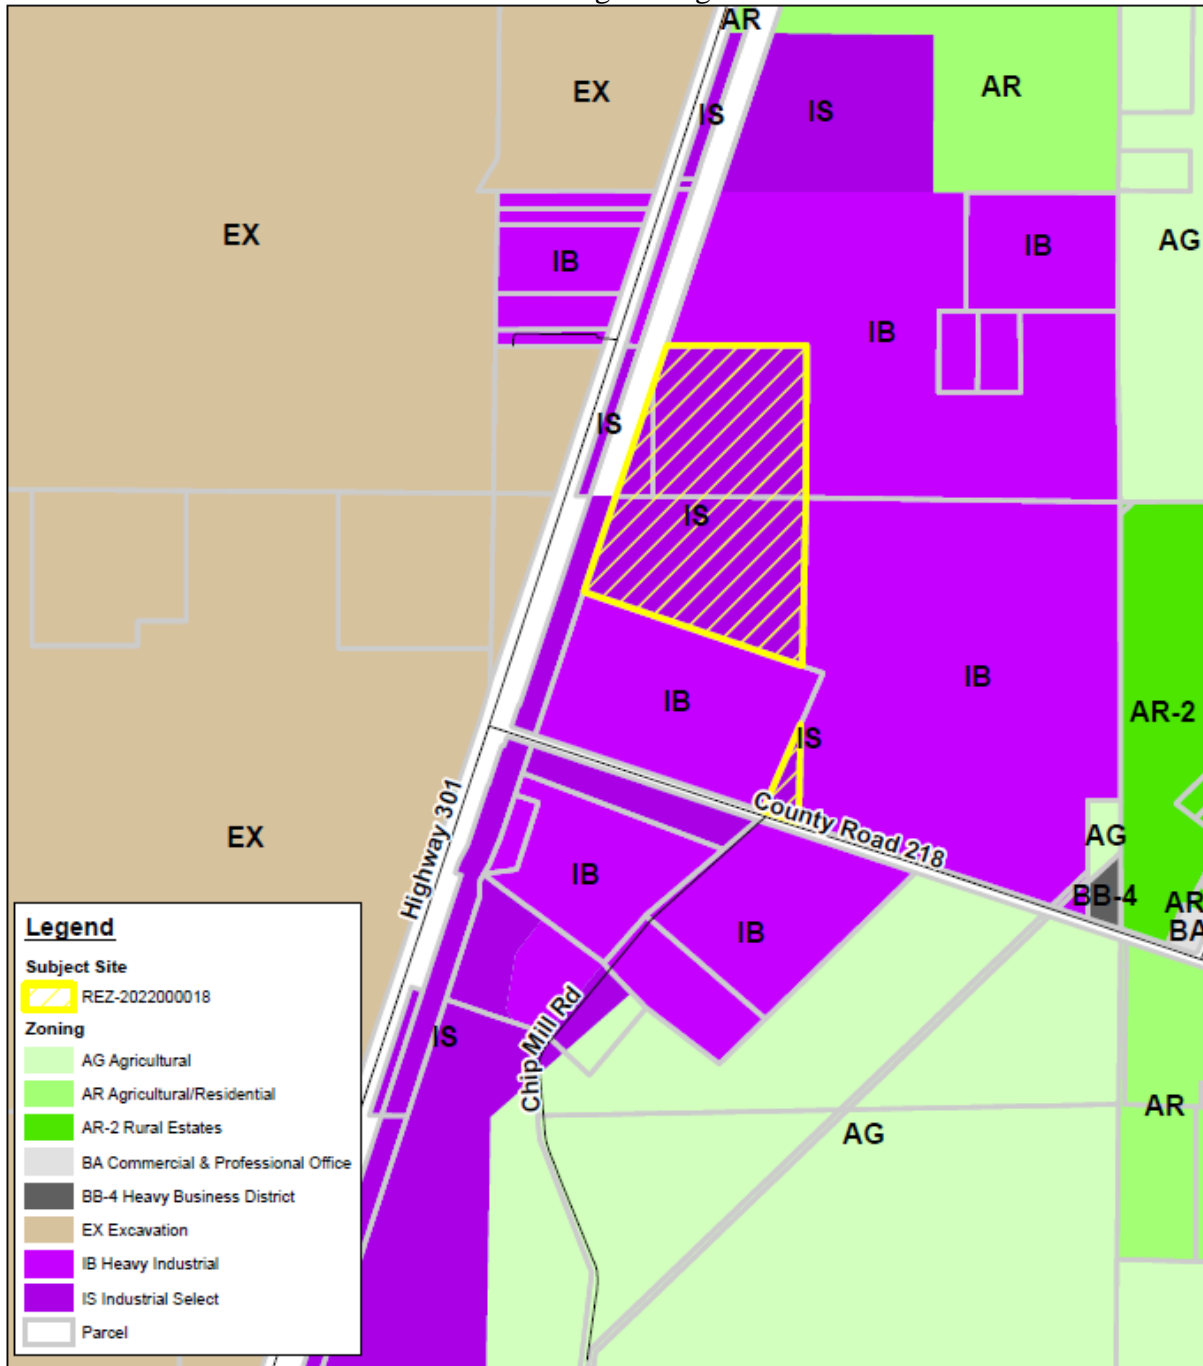 AR
EX
IS
IS
AR
EX
IB
IB
AG
IB
IS
IS
IB
IB
AR-2
IS
County Road 218
Highway 301
EX
AG
IB
BB-4
AR
BA
IB
Chip Mill Rd
IS
AG
AR
Legend
Subject Site
REZ-2022000018
Zoning
AG Agricultural
AR Agricultural/Residential
AR-2 Rural Estates
BA Commercial & Professional Office
BB-4 Heavy Business District
EX Excavation
IB Heavy Industrial
IS Industrial Select
Parcel